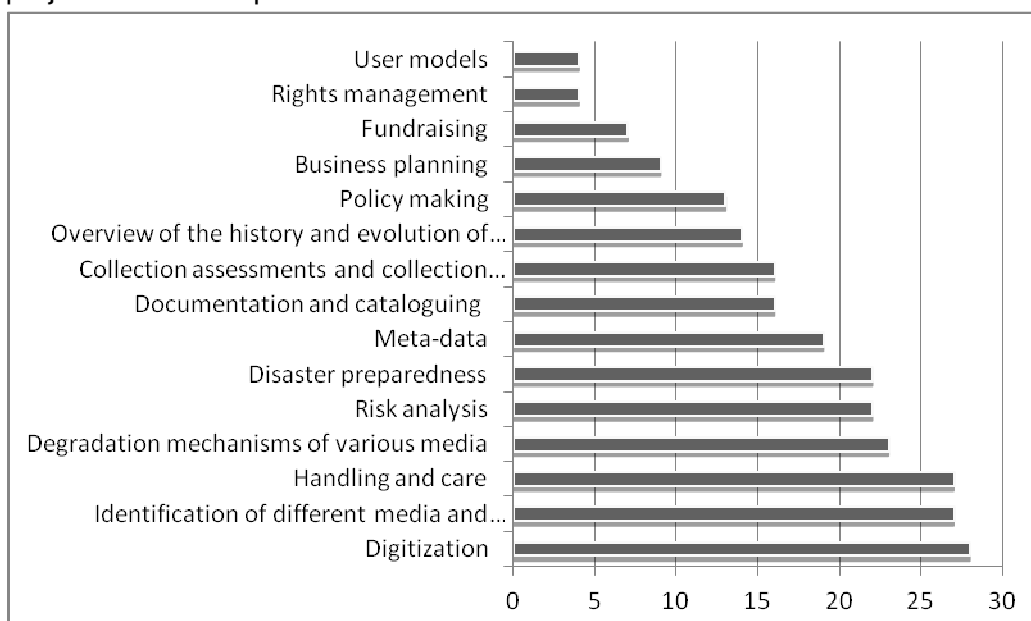 User models
Rights management
Fundraising
Business planning
Policy making
Overview of the history and evolution of...
Collection assessments and collection...
Documentation and cataloguing
Meta-data
Disaster preparedness
Risk analysis
Degradation mechanisms of various media
Handling and care
Identification of different media and...
Digitization
0 5 10 15 20 25 30